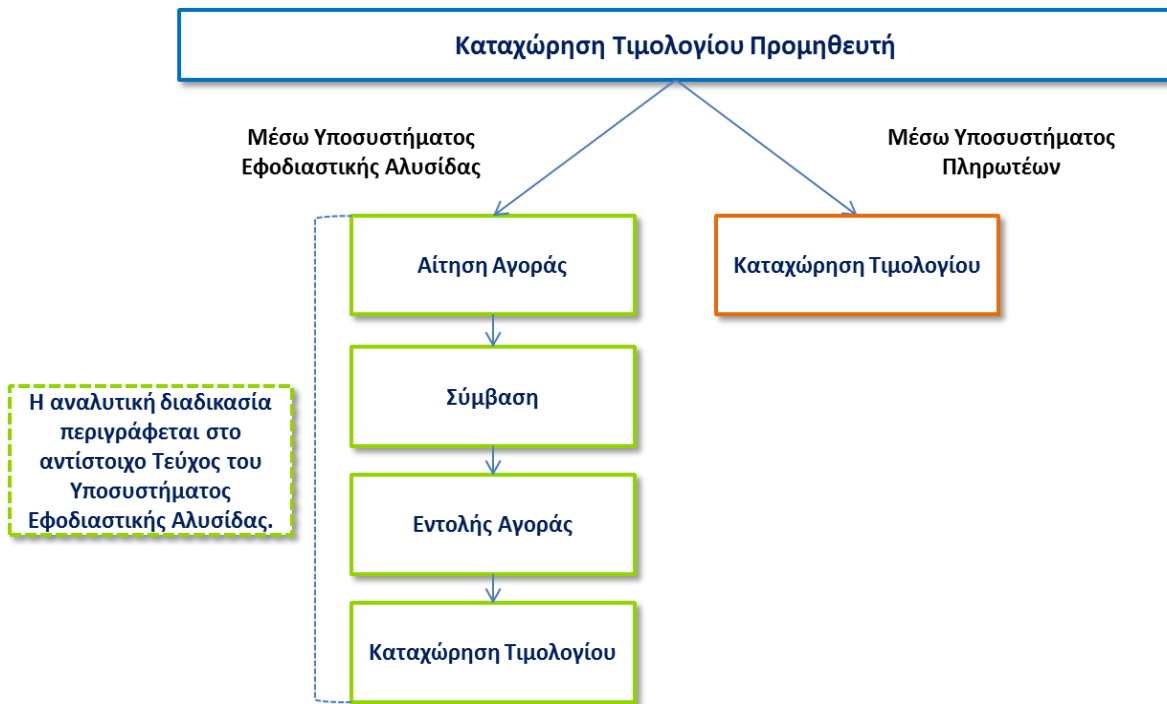 Καταχώρηση Τιμολογίου Προμηθευτή
Μέσω Υποσυστήματος
Εφοδιαστικής Αλυσίδας
Μέσω Υποσυστήματος
Πληρωτέων
Αίτηση Αγοράς
Καταχώρηση Τιμολογίου
Σύμβαση
Η αναλυτική διαδικασία
περιγράφεται στο
αντίστοιχο Τεύχος του
Υποσυστήματος
Εφοδιαστικής Αλυσίδας.
Εντολής Αγοράς
Καταχώρηση Τιμολογίου